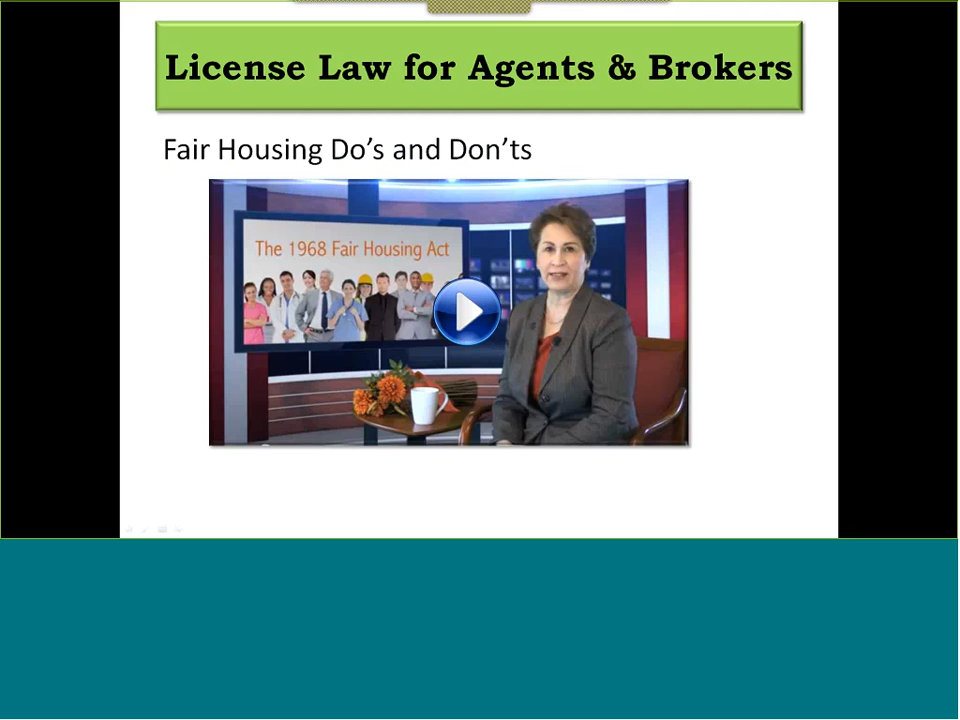 License Law for Agents & Brokers
Fair Housing Do’s and Don’ts
The 1968 Fair Housing Act